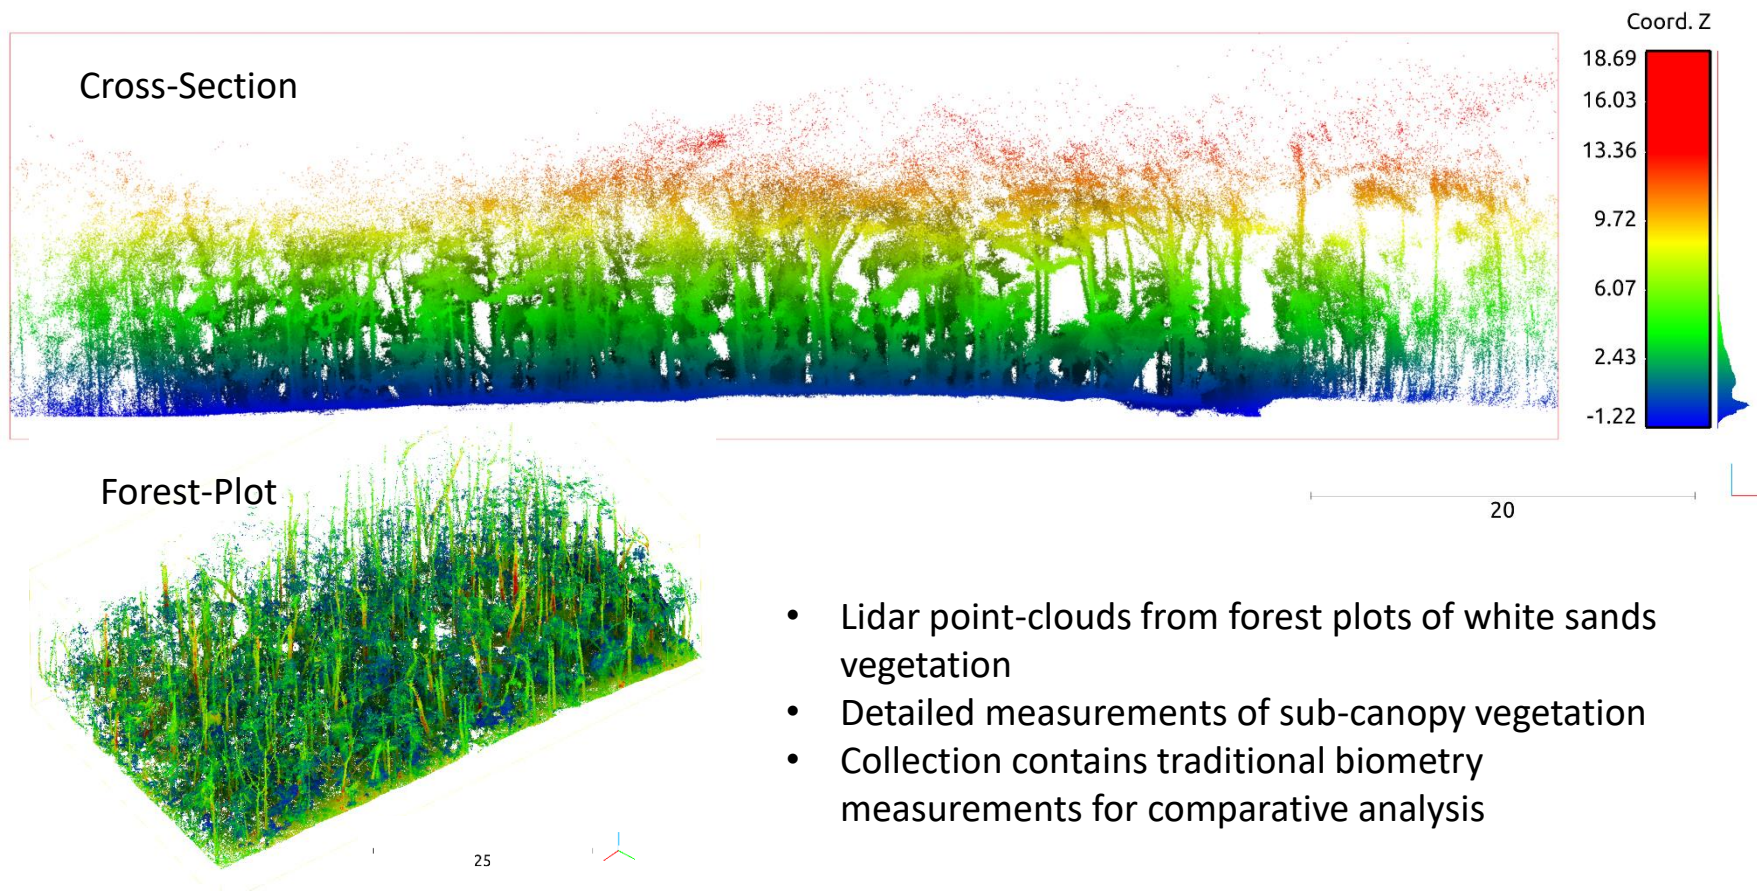 Coord. Z
Cross-Section
18.69
16.03
13.36
9.72
6.07
2.43
-1.22
Forest-Plot
20
• Lidar point-clouds from forest plots of white sands
vegetation
• Detailed measurements of sub-canopy vegetation
• Collection contains traditional biometry
measurements for comparative analysis
25